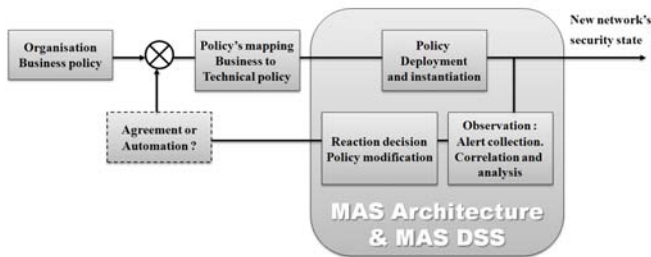 Organisation
Business policy
Policy's mapping
Business to
Technical policy
Policy
Deployment
and instantiation
New network's
security state
Agreement or
Automation ?
Reaction decision
Policy modification
Observation :
Alert collection.
Correlation and
analysis
MAS Architecture
& MAS DSS